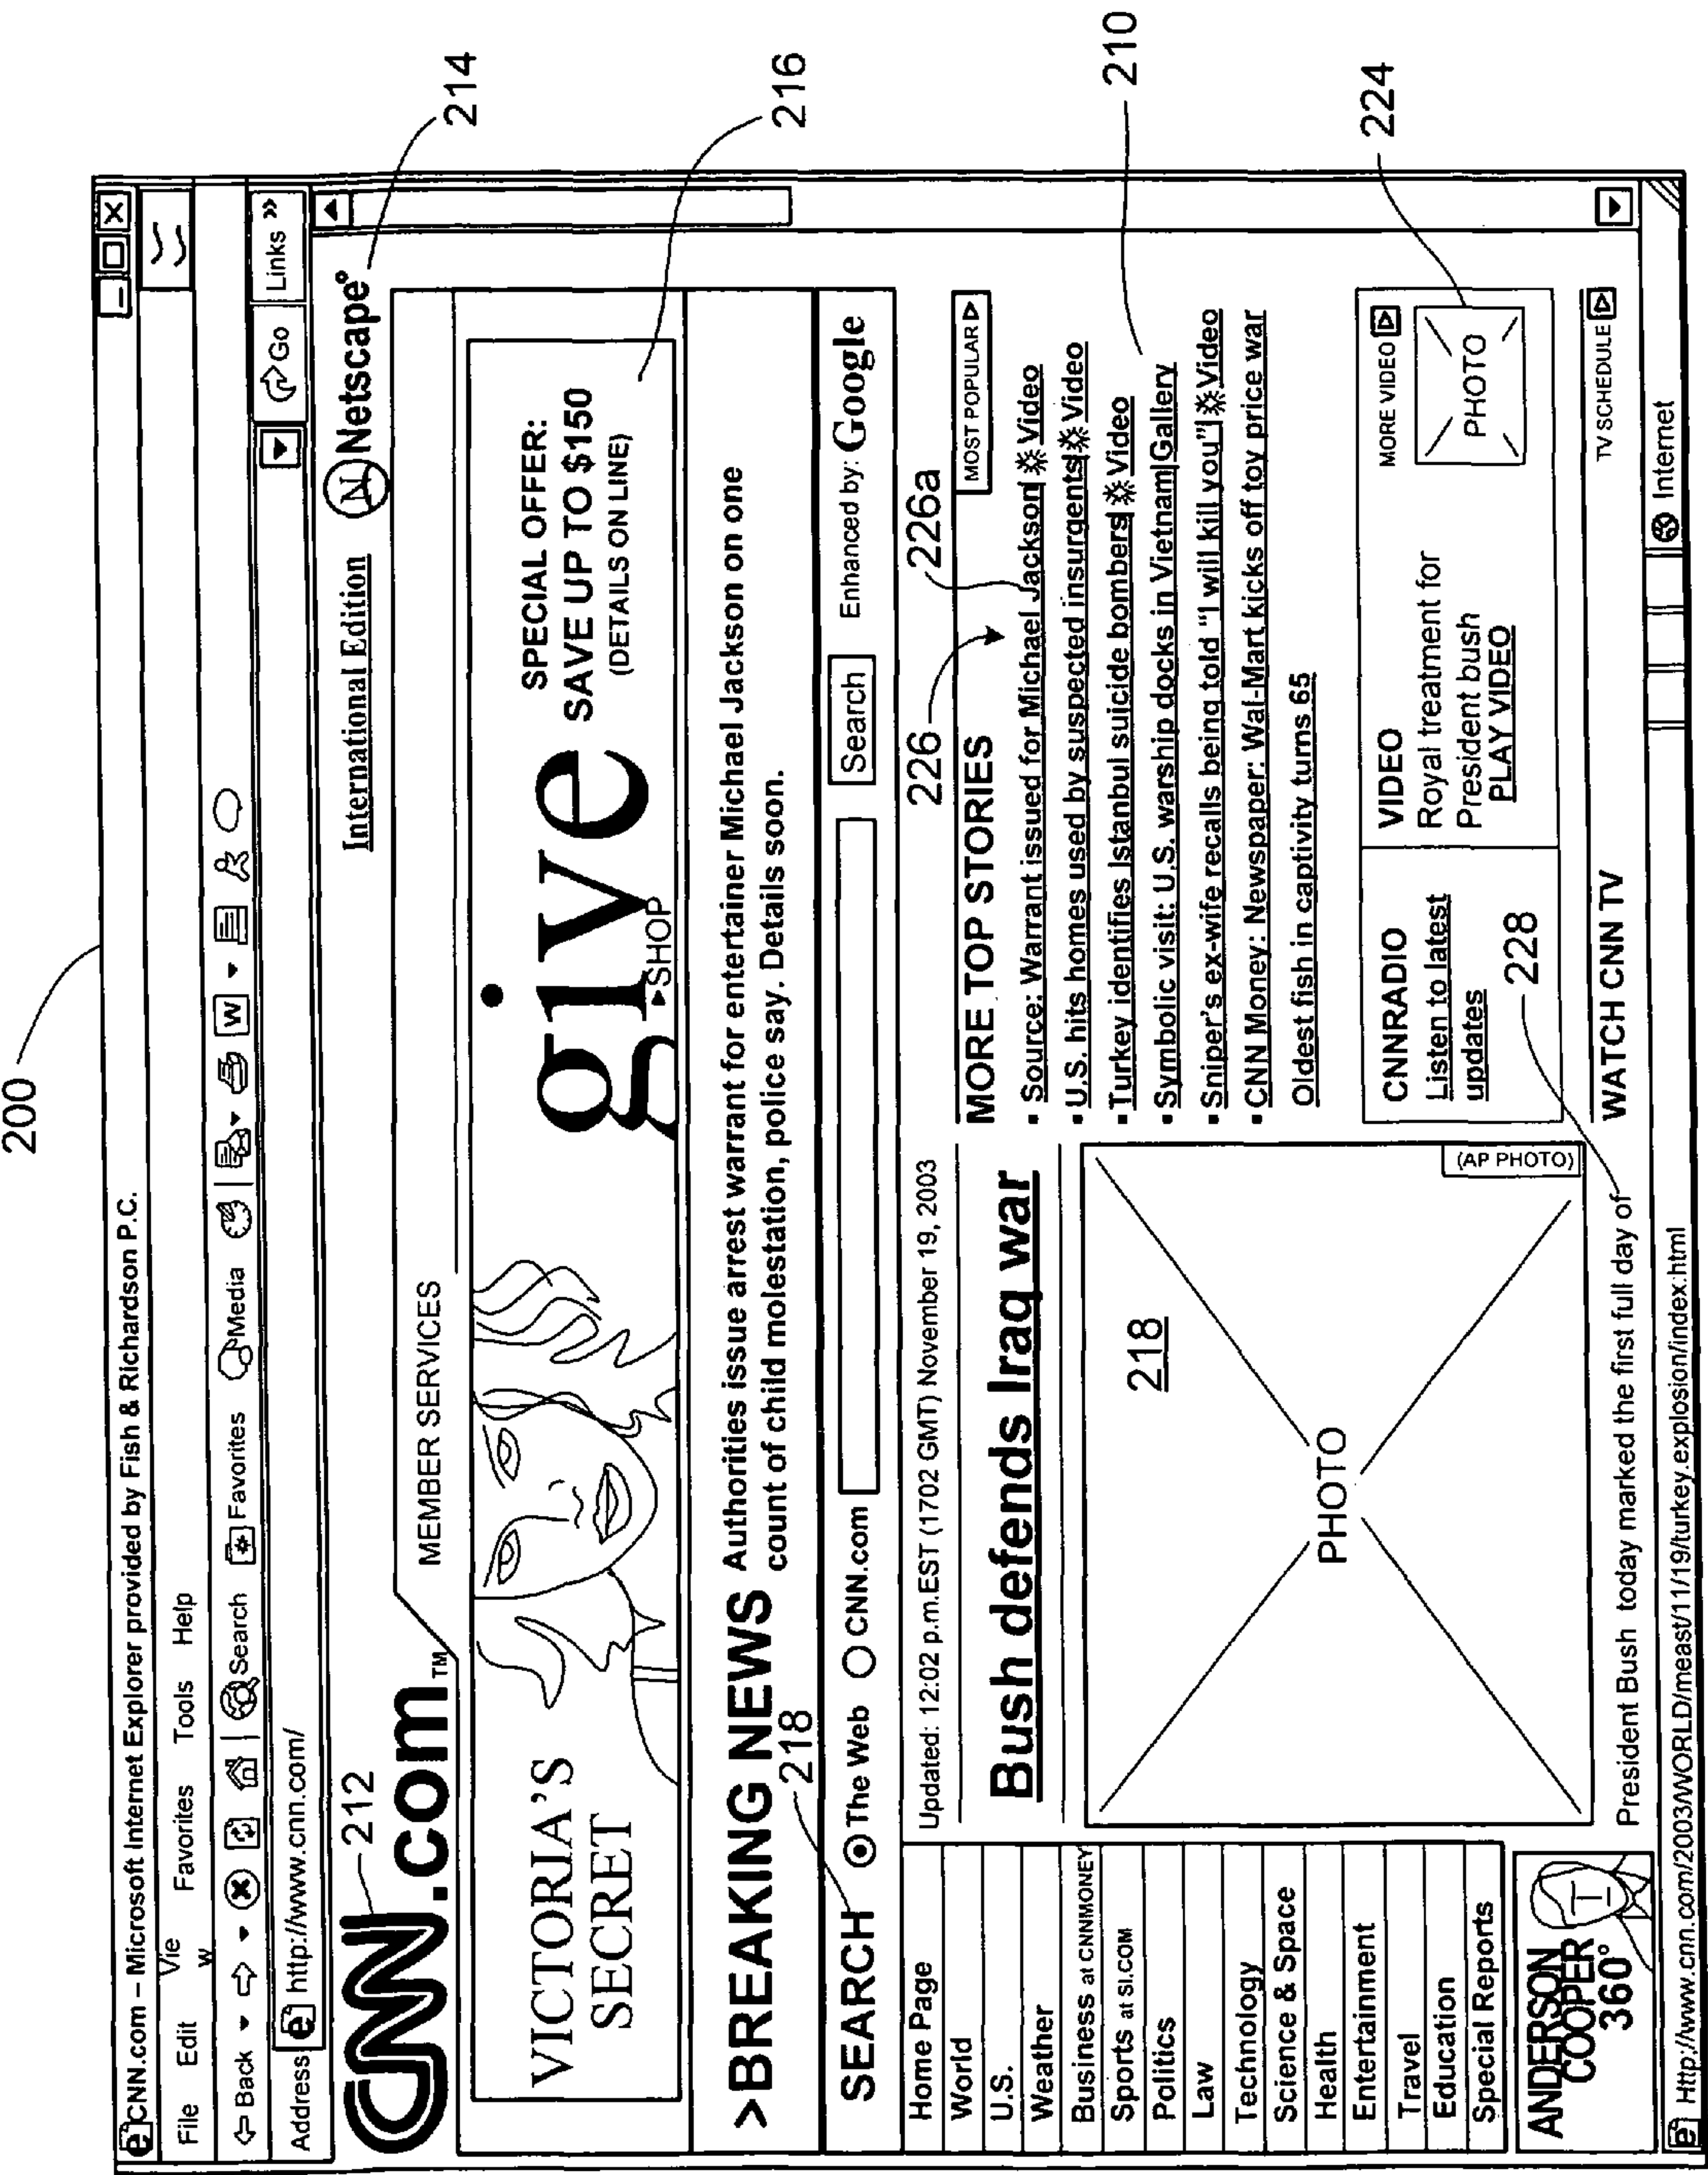 200
CNN.com – Microsoft Internet Explorer provided by Fish & Richardson P.C.
File Edit Vie w Favorites Tools Help
Back Search Favorites Media W
Address http://www.cnn.com/ Go Links »
212
CNN.com™
International Edition
N Netscape°
214
MEMBER SERVICES
VICTORIA'S
SECRET
give
►SHOP
SPECIAL OFFER:
SAVE UP TO $150
(DETAILS ON LINE)
216
>BREAKING NEWS Authorities issue arrest warrant for entertainer Michael Jackson on one
count of child molestation, police say. Details soon.
218
SEARCH The Web CNN.com Search Enhanced by: Google
Home Page
World
U.S.
Weather
Business at CNNMONEY
Sports at SI.COM
Politics
Law
Technology
Science & Space
Health
Entertainment
Travel
Education
Special Reports
ANDERSON
COOPER
360°
Updated: 12:02 p.m.EST (1702 GMT) November 19, 2003
Bush defends Iraq war
218
PHOTO
(AP PHOTO)
President Bush today marked the first full day of
228
226
226a
MORE TOP STORIES
MOST POPULAR
▪ Source: Warrant issued for Michael Jackson| Video
▪ U.S. hits homes used by suspected insurgents| Video
▪ Turkey identifies Istanbul suicide bombers| Video
▪ Symbolic visit: U.S. warship docks in Vietnam|Gallery
▪ Sniper's ex-wife recalls being told "I will kill you"| Video
▪ CNN Money: Newspaper: Wal-Mart kicks off toy price war
Oldest fish in captivity turns 65
210
CNNRADIO
Listen to latest
updates
VIDEO
Royal treatment for
President bush
PLAY VIDEO
MORE VIDEO
PHOTO
224
WATCH CNN TV
TV SCHEDULE
Http://www.cnn.com/2003/WORLD/meast/11/19/turkey.explosion/index.html
Internet